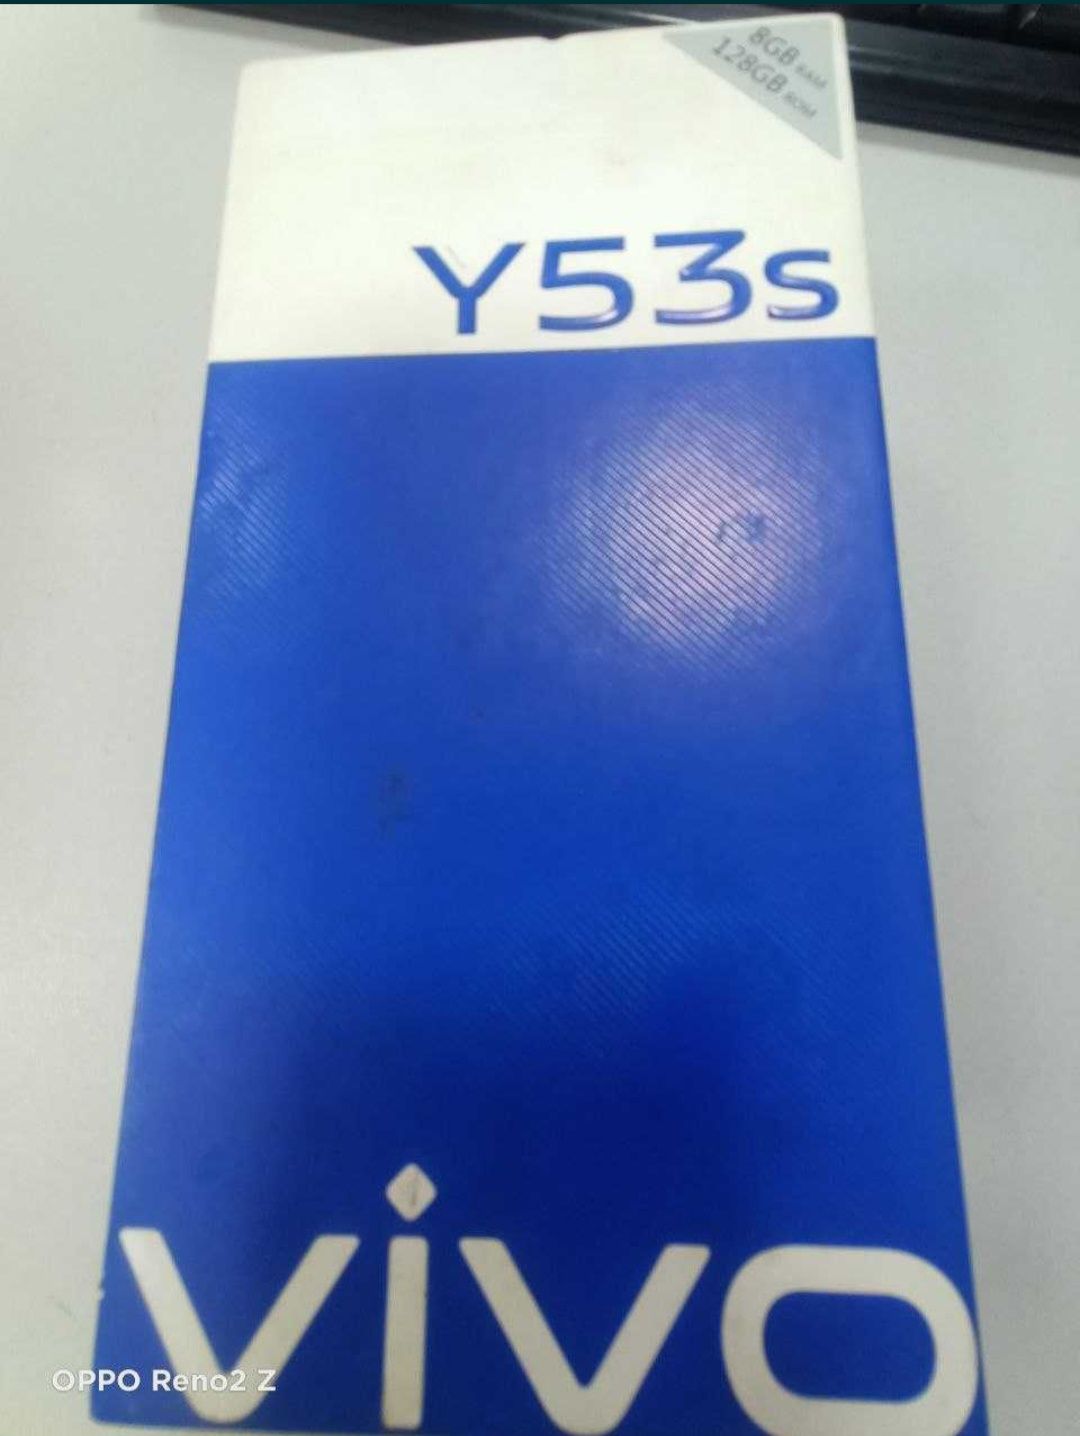 8GB RAM
128GB ROM
Y53s
vivo
OPPO Reno2 Z